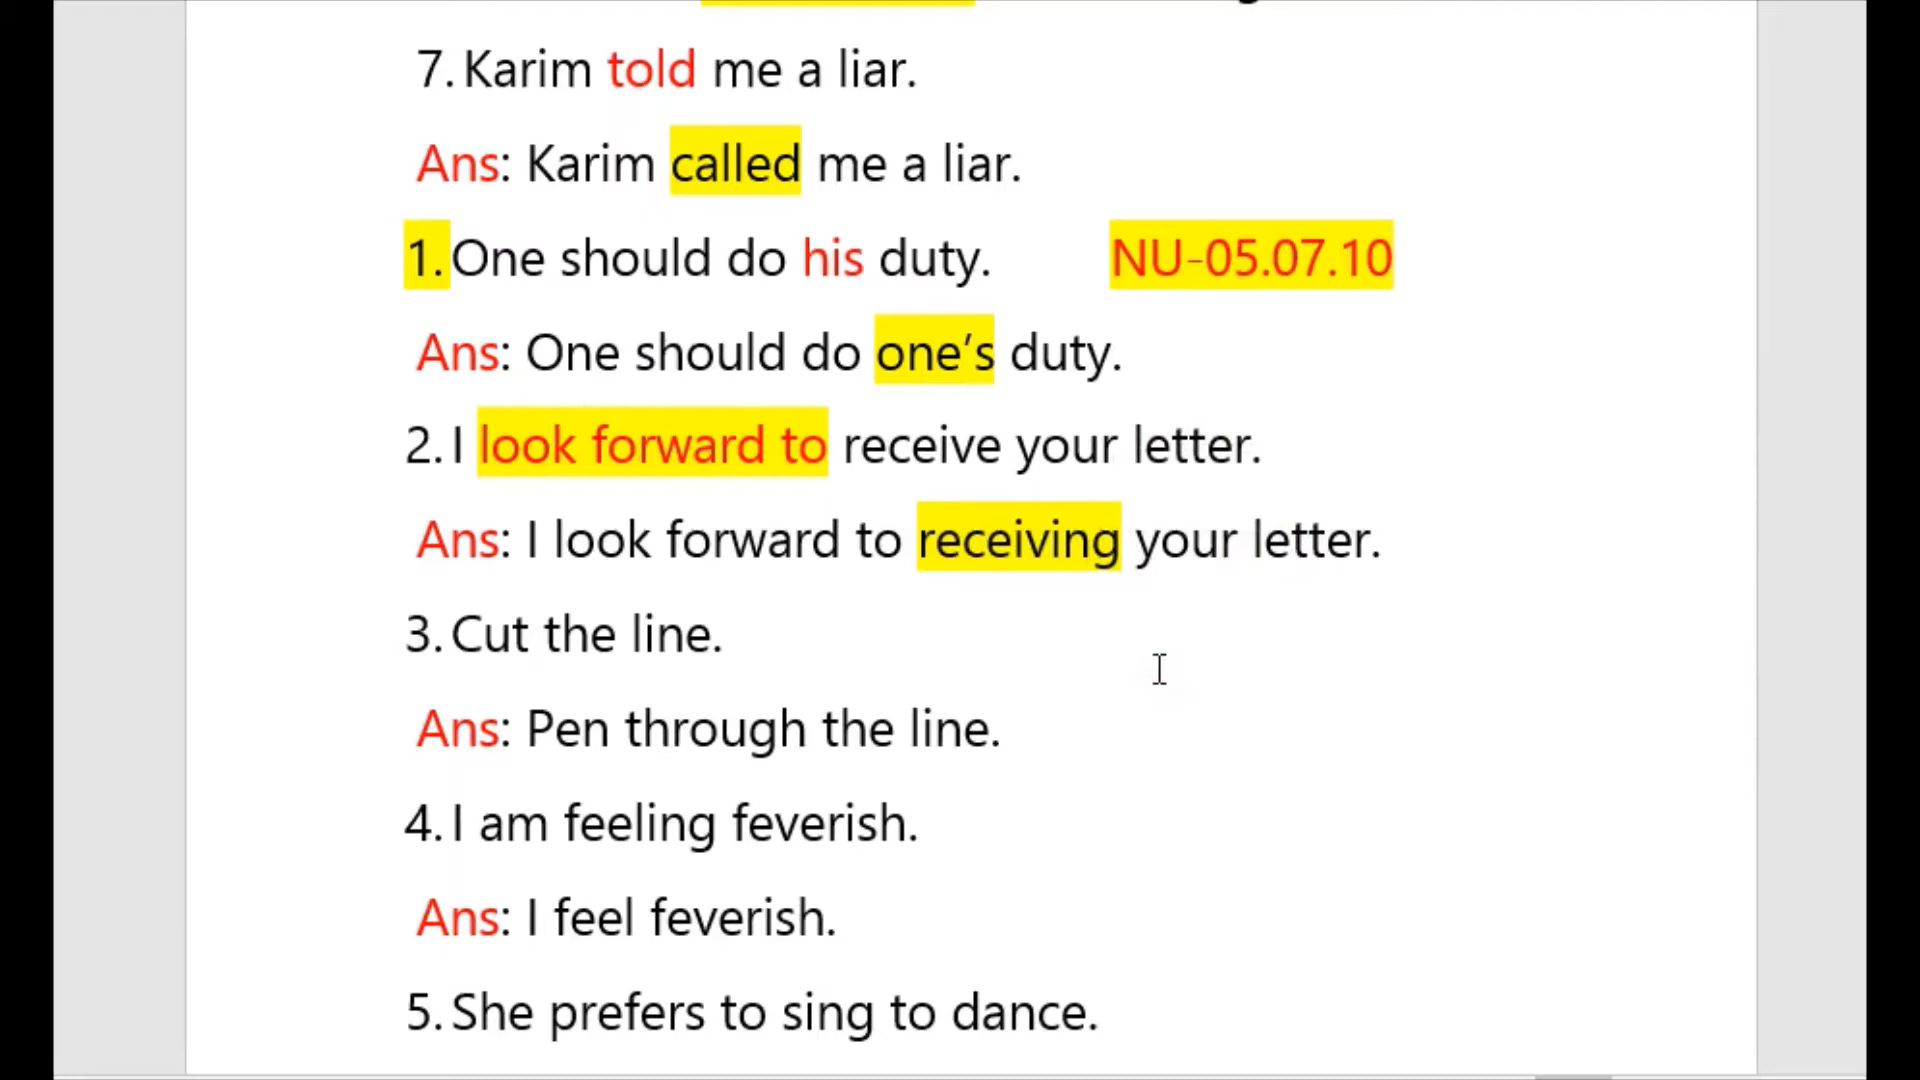 7. Karim told me a liar.
Ans: Karim called me a liar.
1. One should do his duty. NU-05.07.10
Ans: One should do one’s duty.
2. I look forward to receive your letter.
Ans: I look forward to receiving your letter.
3. Cut the line.
Ans: Pen through the line.
4. I am feeling feverish.
Ans: I feel feverish.
5. She prefers to sing to dance.